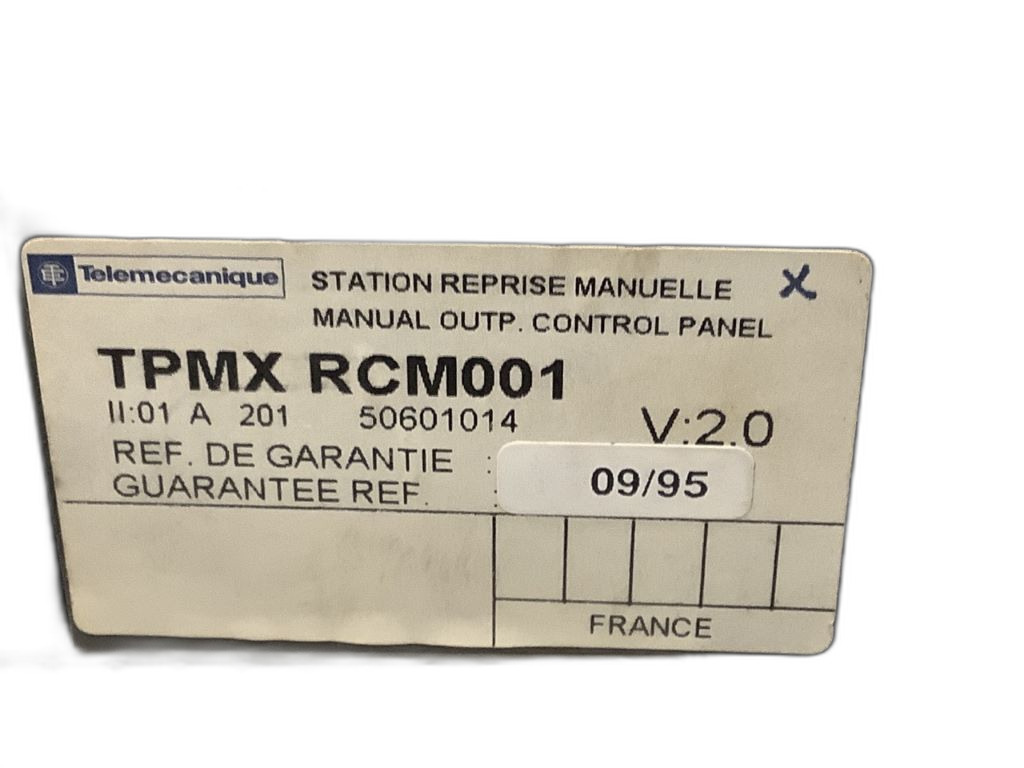 Telemecanique
STATION REPRISE MANUELLE X
MANUAL OUTP. CONTROL PANEL
TPMX RCM001
II:01 A 201 50601014 V:2.0
REF. DE GARANTIE :
GUARANTEE REF. : 09/95
FRANCE